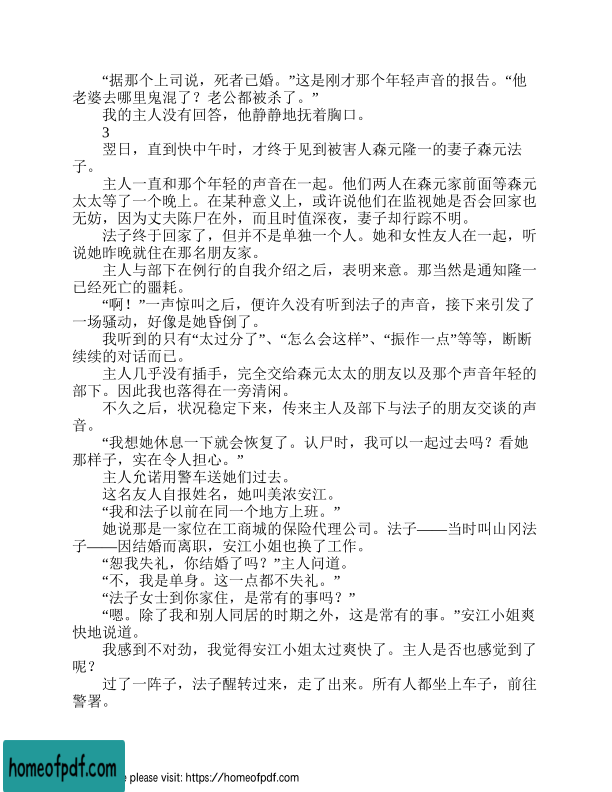 “据那个上司说，死者已婚。”这是刚才那个年轻声音的报告。“他
老婆去哪里鬼混了？老公都被杀了。”
我的主人没有回答，他静静地抚着胸口。
3
翌日，直到快中午时，才终于见到被害人森元隆一的妻子森元法
子。
主人一直和那个年轻的声音在一起。他们两人在森元家前面等森元
太太等了一个晚上。在某种意义上，或许说他们在监视她是否会回家也
无妨，因为丈夫陈尸在外，而且时值深夜，妻子却行踪不明。
法子终于回家了，但并不是单独一个人。她和女性友人在一起，听
说她昨晚就住在那名朋友家。
主人与部下在例行的自我介绍之后，表明来意。那当然是通知隆一
已经死亡的噩耗。
“啊！”一声惊叫之后，便许久没有听到法子的声音，接下来引发了
一场骚动，好像是她昏倒了。
我听到的只有“太过分了”、“怎么会这样”、“振作一点”等等，断断
续续的对话而已。
主人几乎没有插手，完全交给森元太太的朋友以及那个声音年轻的
部下。因此我也落得在一旁清闲。
不久之后，状况稳定下来，传来主人及部下与法子的朋友交谈的声
音。
“我想她休息一下就会恢复了。认尸时，我可以一起过去吗？看她
那样子，实在令人担心。”
主人允诺用警车送她们过去。
这名友人自报姓名，她叫美浓安江。
“我和法子以前在同一个地方上班。”
她说那是一家位在工商城的保险代理公司。法子——当时叫山冈法
子——因结婚而离职，安江小姐也换了工作。
“恕我失礼，你结婚了吗？”主人问道。
“不，我是单身。这一点都不失礼。”
“法子女士到你家住，是常有的事吗？”
“嗯。除了我和别人同居的时期之外，这是常有的事。”安江小姐爽
快地说道。
我感到不对劲，我觉得安江小姐太过爽快了。主人是否也感觉到了
呢？
过了一阵子，法子醒转过来，走了出来。所有人都坐上车子，前往
警署。
homeofpdf.com
e please visit: https://homeofpdf.com